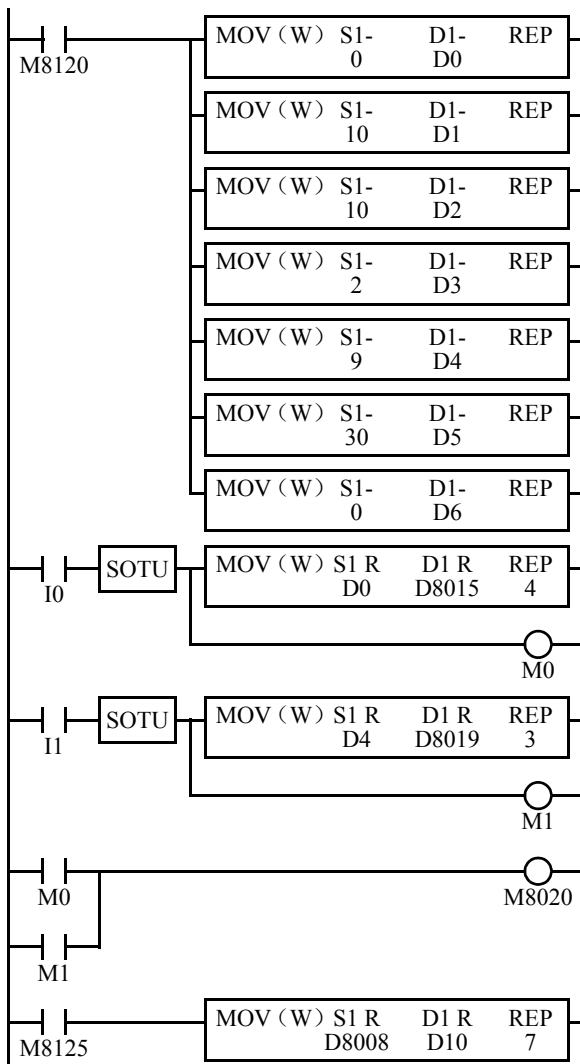 MOV（W） S1- D1- REP
0 D0
M8120
MOV（W） S1- D1- REP
10 D1
MOV（W） S1- D1- REP
10 D2
MOV（W） S1- D1- REP
2 D3
MOV（W） S1- D1- REP
9 D4
MOV（W） S1- D1- REP
30 D5
MOV（W） S1- D1- REP
0 D6
SOTU MOV（W） S1 R D1 R REP
I0 D0 D8015 4
M0
SOTU MOV（W） S1 R D1 R REP
I1 D4 D8019 3
M1
M0 M8020
M1
MOV（W） S1 R D1 R REP
M8125 D8008 D10 7